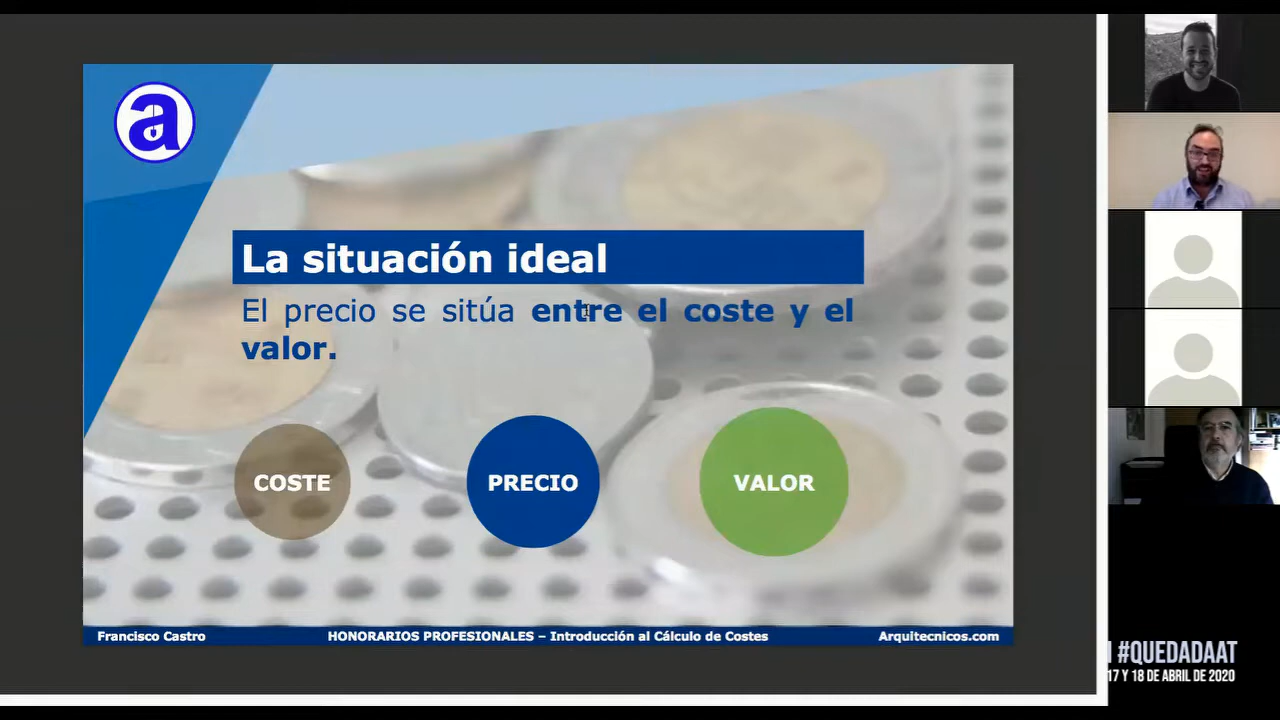 a
La situación ideal
El precio se sitúa entre el coste y el
valor.
COSTE
PRECIO
VALOR
Francisco Castro
HONORARIOS PROFESIONALES – Introducción al Cálculo de Costes
Arquitecnicos.com
#QUEDADAAT
17 Y 18 DE ABRIL DE 2020